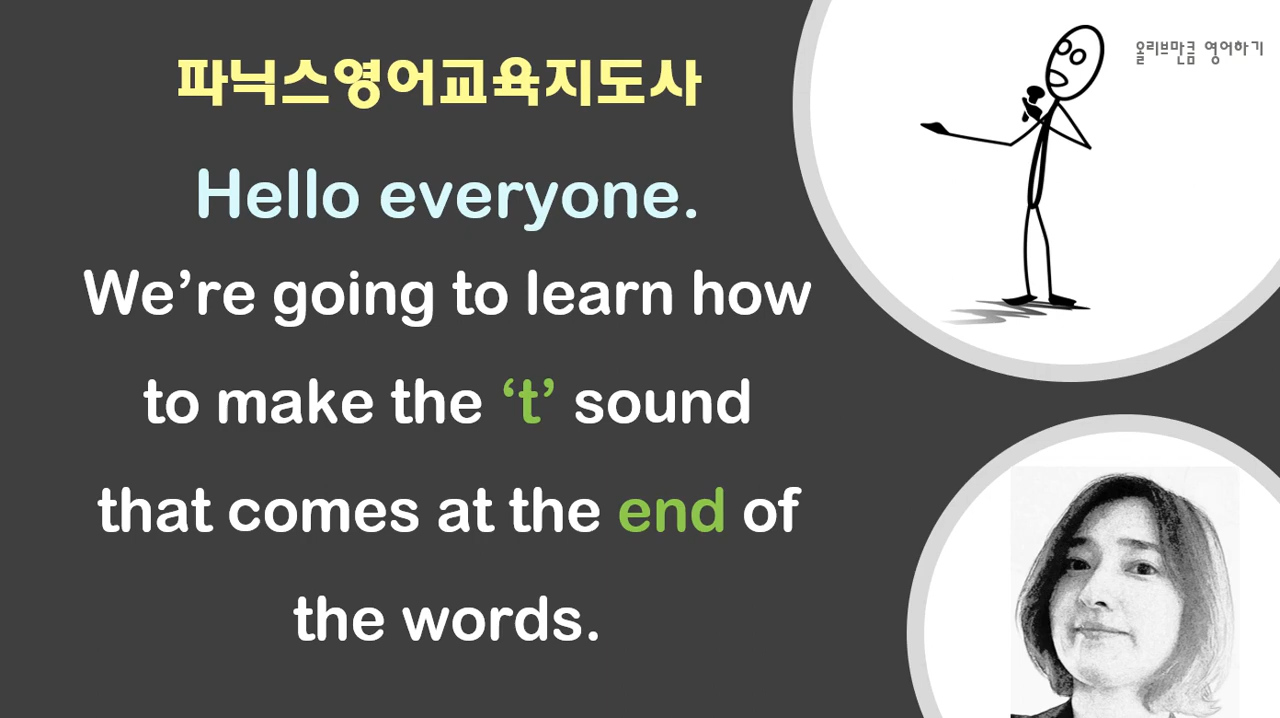 파닉스영어교육지도사
올리브만큼 영어하기
Hello everyone.
We’re going to learn how
to make the ‘t’ sound
that comes at the end of
the words.